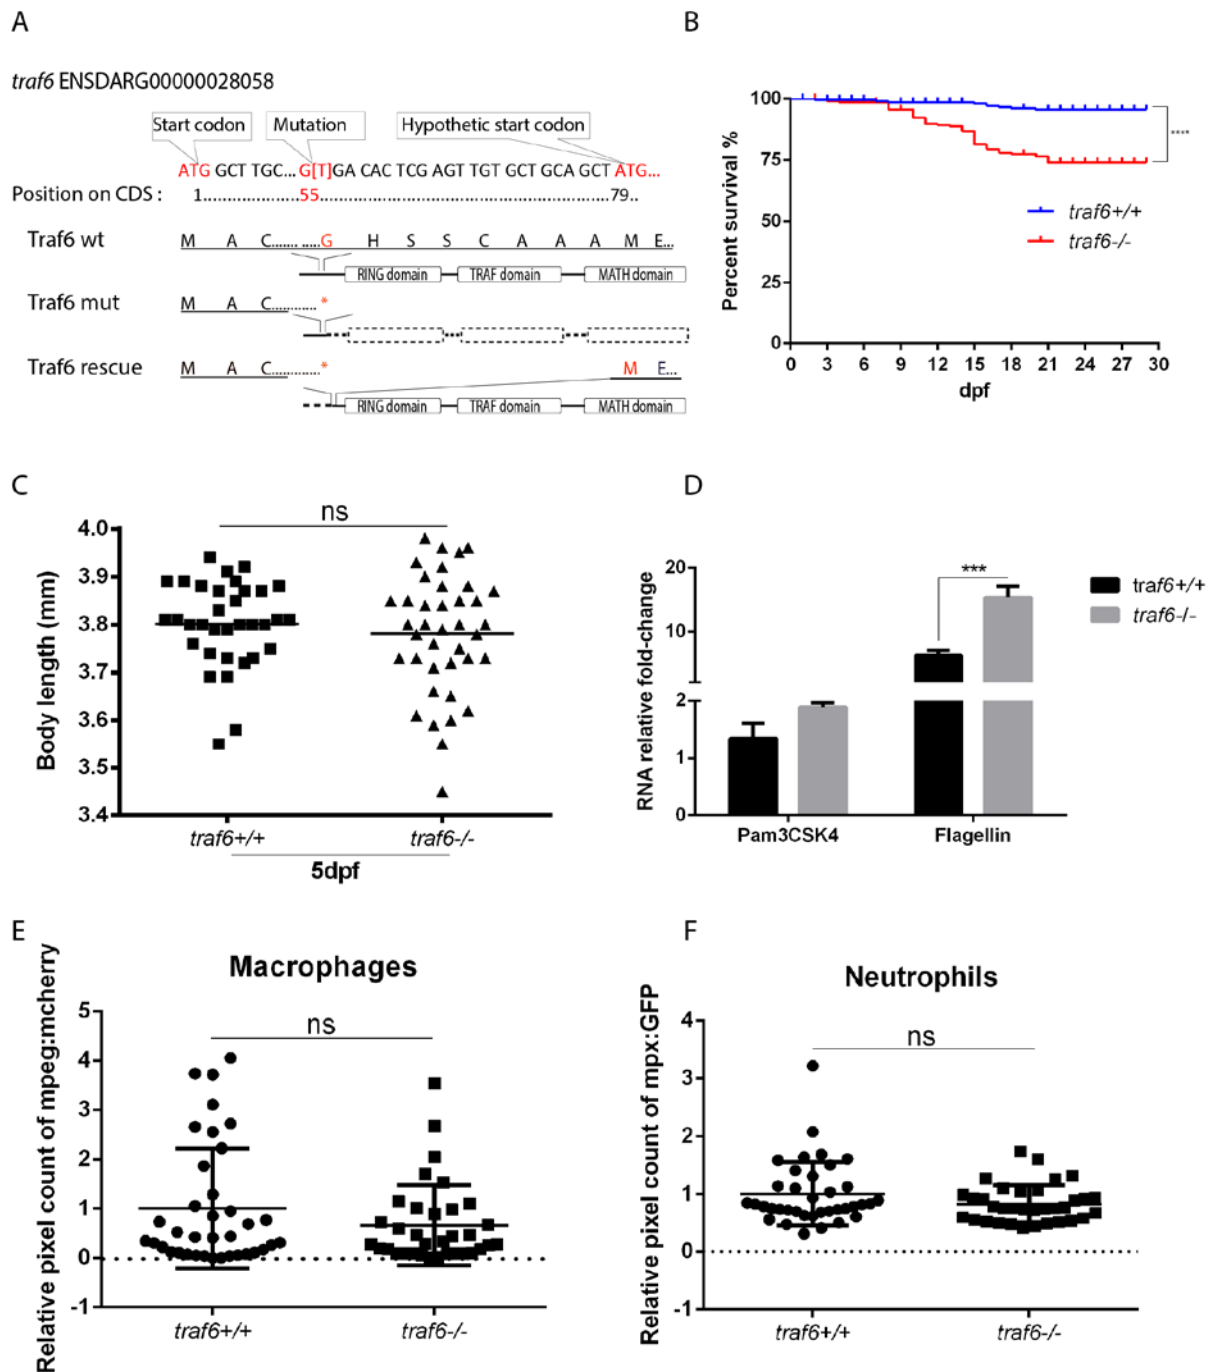 A
traf6 ENSDARG00000028058
Start codon Mutation Hypothetic start codon
ATG GCT TGC... G[T]GA CAC TCG AGT TGT GCT GCA GCT ATG...
Position on CDS : 1 55 79
Traf6 wt M A C G H S S C A A A M E...
RING domain TRAF domain MATH domain
Traf6 mut M A C *
Traf6 rescue M A C * M E...
RING domain TRAF domain MATH domain
B
Percent survival %
100
75
50
25
0
0 3 6 9 12 15 18 21 24 27 30
dpf
****
traf6+/+
traf6-/-
C
ns
Body length (mm)
4.0
3.9
3.8
3.7
3.6
3.5
3.4
traf6+/+ traf6-/-
5dpf
D
RNA relative fold-change
20
10
2
1
0
***
traf6+/+
traf6-/-
Pam3CSK4 Flagellin
E
Macrophages
Relative pixel count of mpeg:mcherry
ns
5
4
3
2
1
0
-1
traf6+/+ traf6-/-
F
Neutrophils
Relative pixel count of mpx:GFP
ns
4
3
2
1
0
-1
traf6+/+ traf6-/-